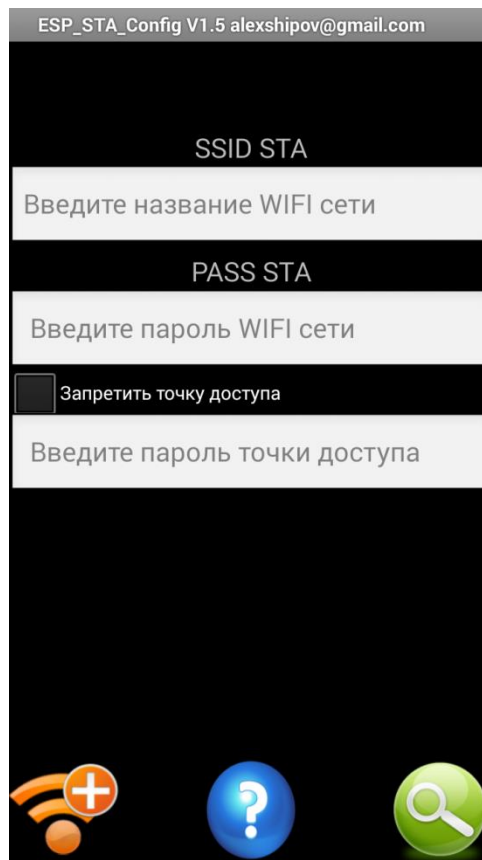 ESP_STA_Config V1.5 alexshipov@gmail.com
SSID STA
Введите название WIFI сети
PASS STA
Введите пароль WIFI сети
Запретить точку доступа
Введите пароль точки доступа